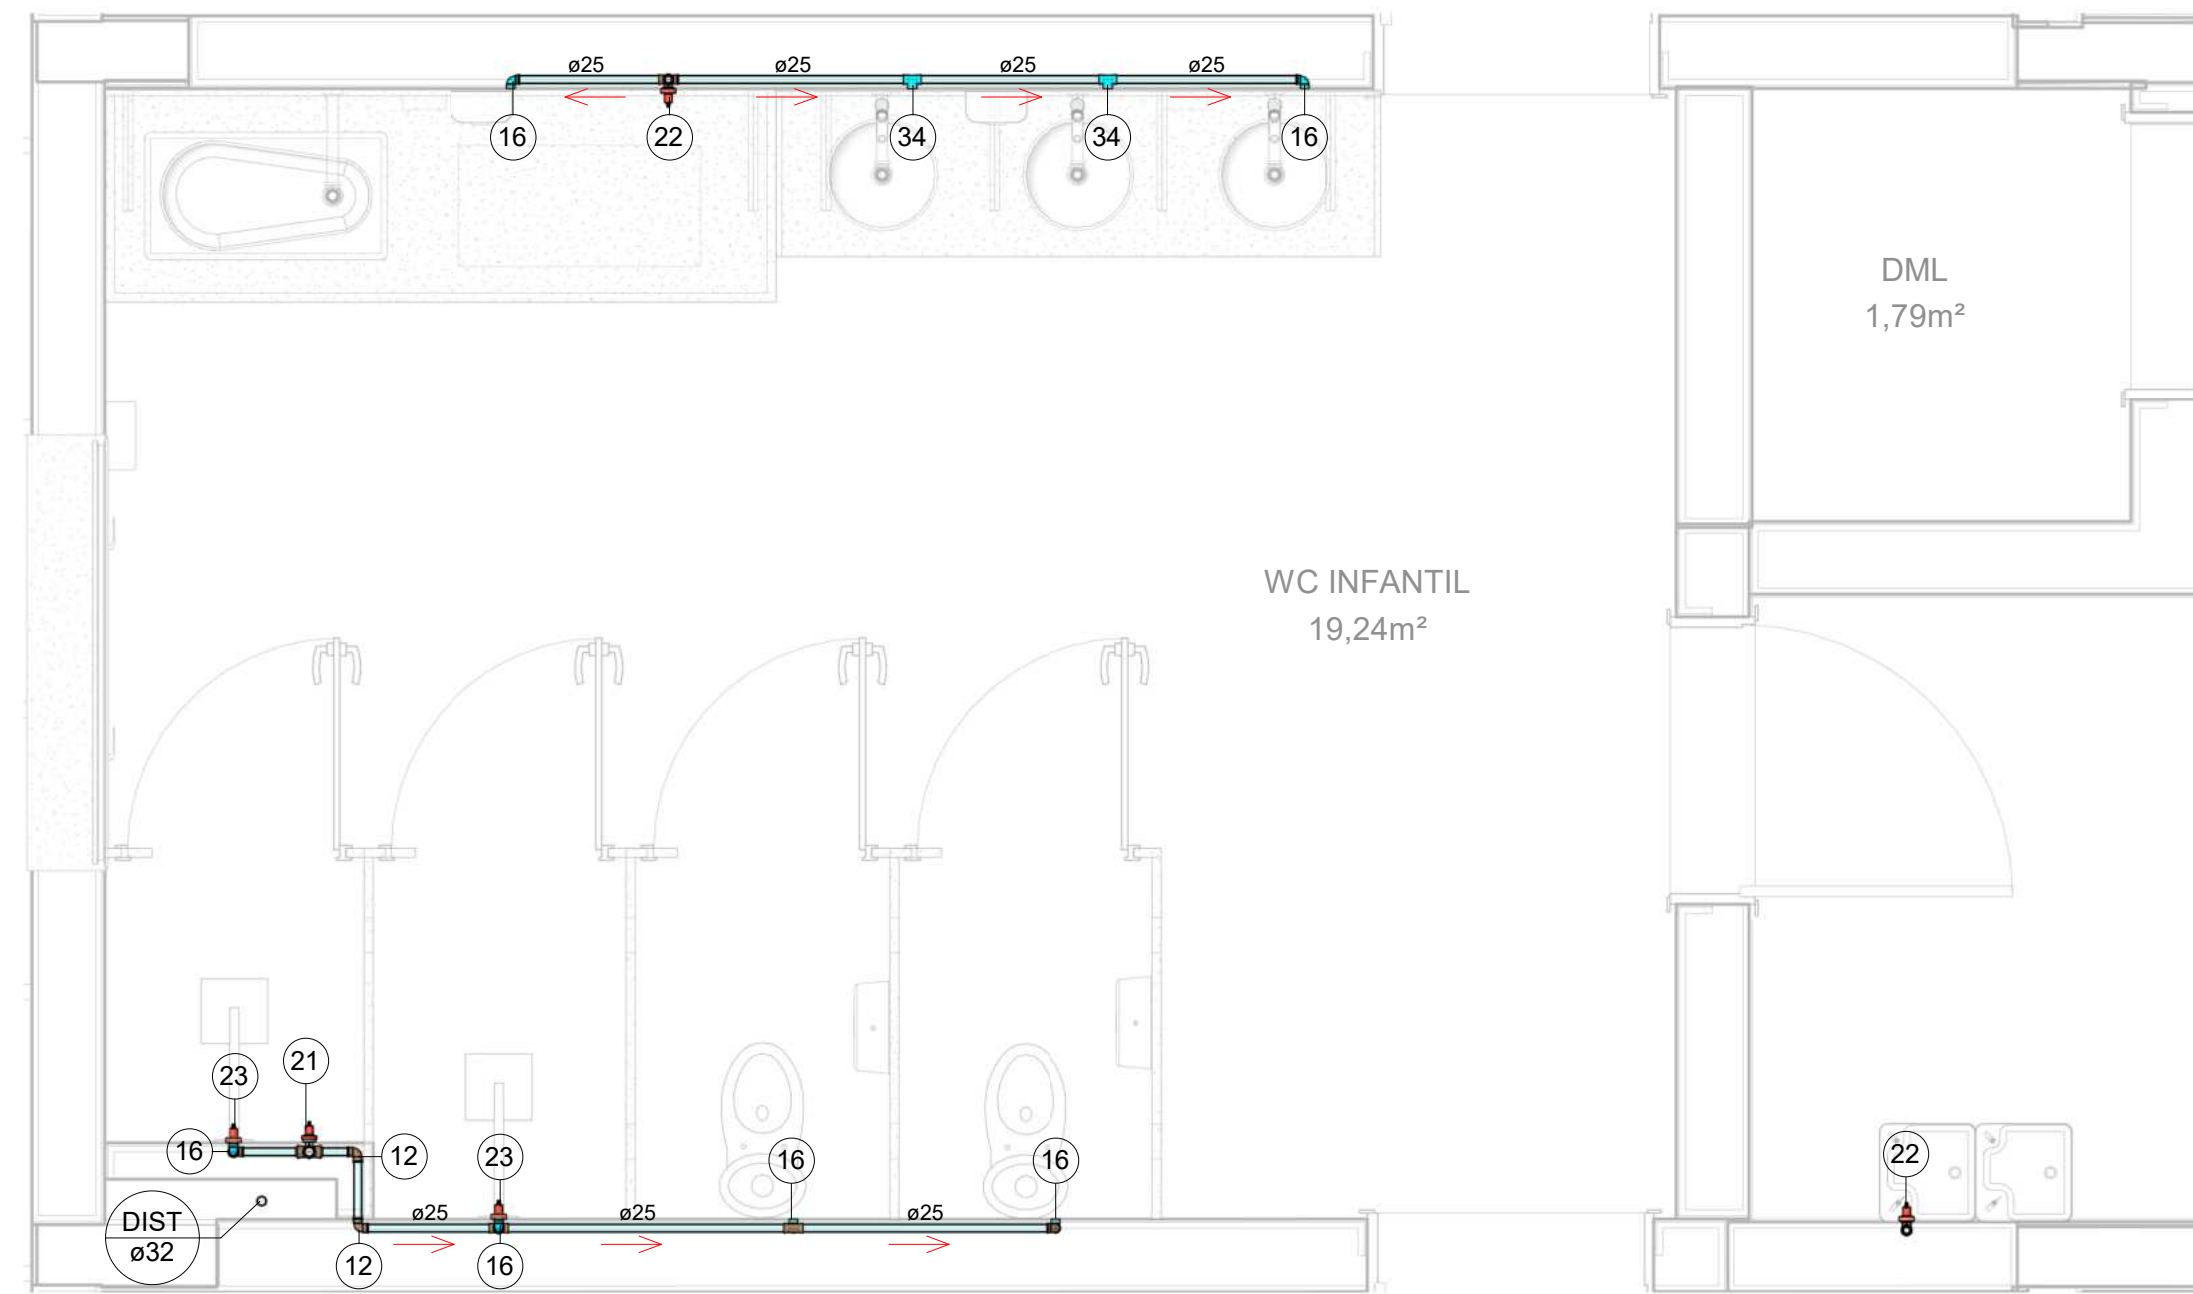 ø25 ø25 ø25 ø25
16 22 34 34 16
DML
1,79m²
WC INFANTIL
19,24m²
21
23
16 12 23 16 16 22
DIST
ø32
ø25 ø25 ø25
12 16